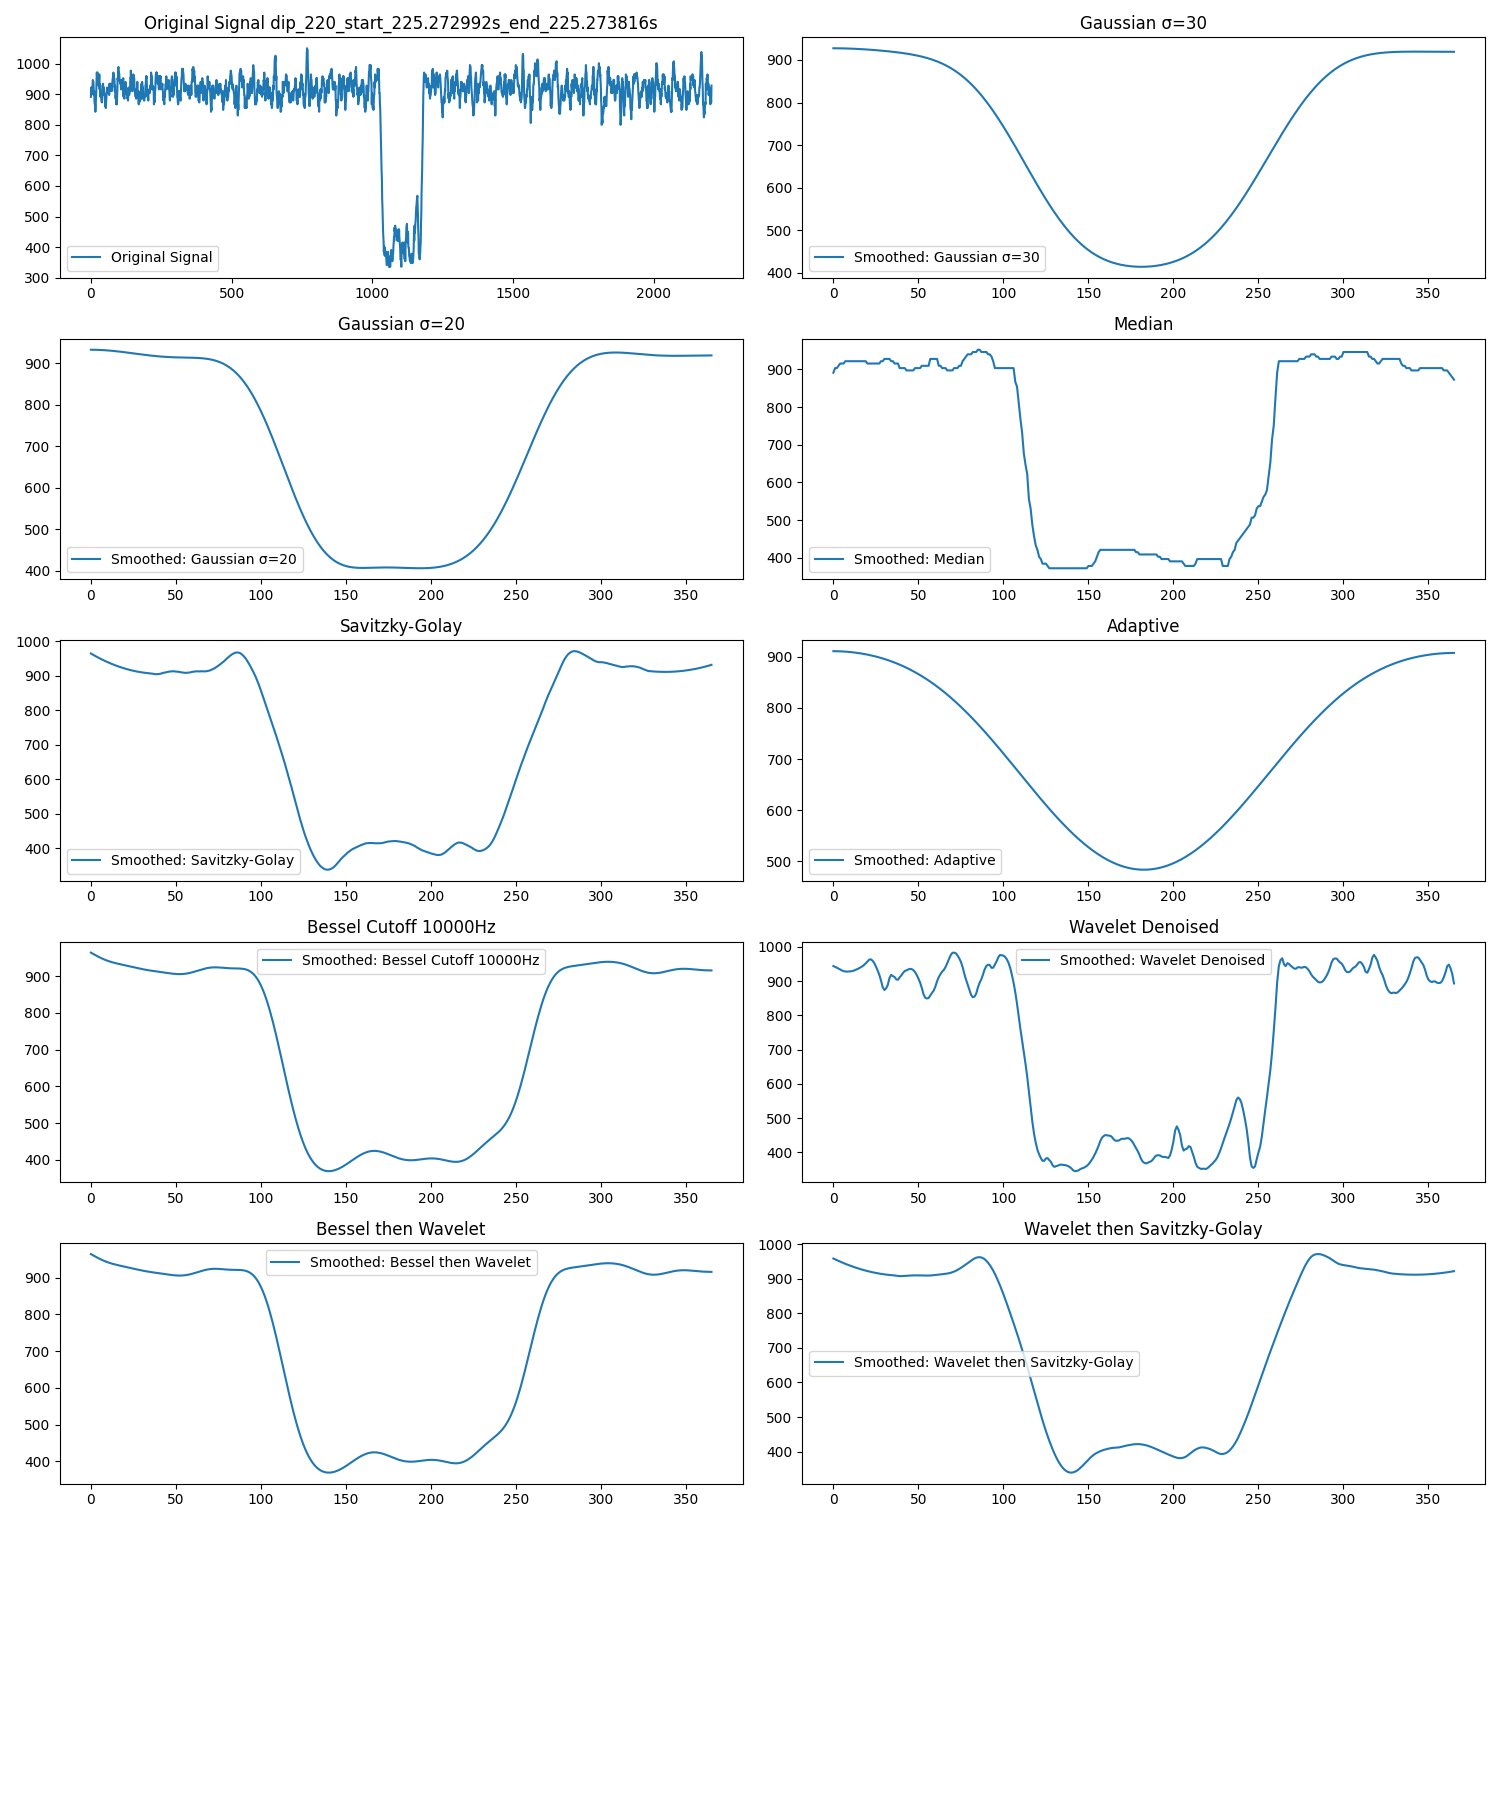 Original Signal dip_220_start_225.272992s_end_225.273816s
1000
900
800
700
600
500
400
300
Original Signal
0 500 1000 1500 2000
Gaussian σ=30
900
800
700
600
500
400
Smoothed: Gaussian σ=30
0 50 100 150 200 250 300 350
Gaussian σ=20
900
800
700
600
500
400
Smoothed: Gaussian σ=20
0 50 100 150 200 250 300 350
Median
900
800
700
600
500
400
Smoothed: Median
0 50 100 150 200 250 300 350
Savitzky-Golay
1000
900
800
700
600
500
400
Smoothed: Savitzky-Golay
0 50 100 150 200 250 300 350
Adaptive
900
800
700
600
500
Smoothed: Adaptive
0 50 100 150 200 250 300 350
Bessel Cutoff 10000Hz
Smoothed: Bessel Cutoff 10000Hz
900
800
700
600
500
400
0 50 100 150 200 250 300 350
Wavelet Denoised
1000
Smoothed: Wavelet Denoised
900
800
700
600
500
400
0 50 100 150 200 250 300 350
Bessel then Wavelet
Smoothed: Bessel then Wavelet
900
800
700
600
500
400
0 50 100 150 200 250 300 350
Wavelet then Savitzky-Golay
1000
900
800
700
Smoothed: Wavelet then Savitzky-Golay
600
500
400
0 50 100 150 200 250 300 350